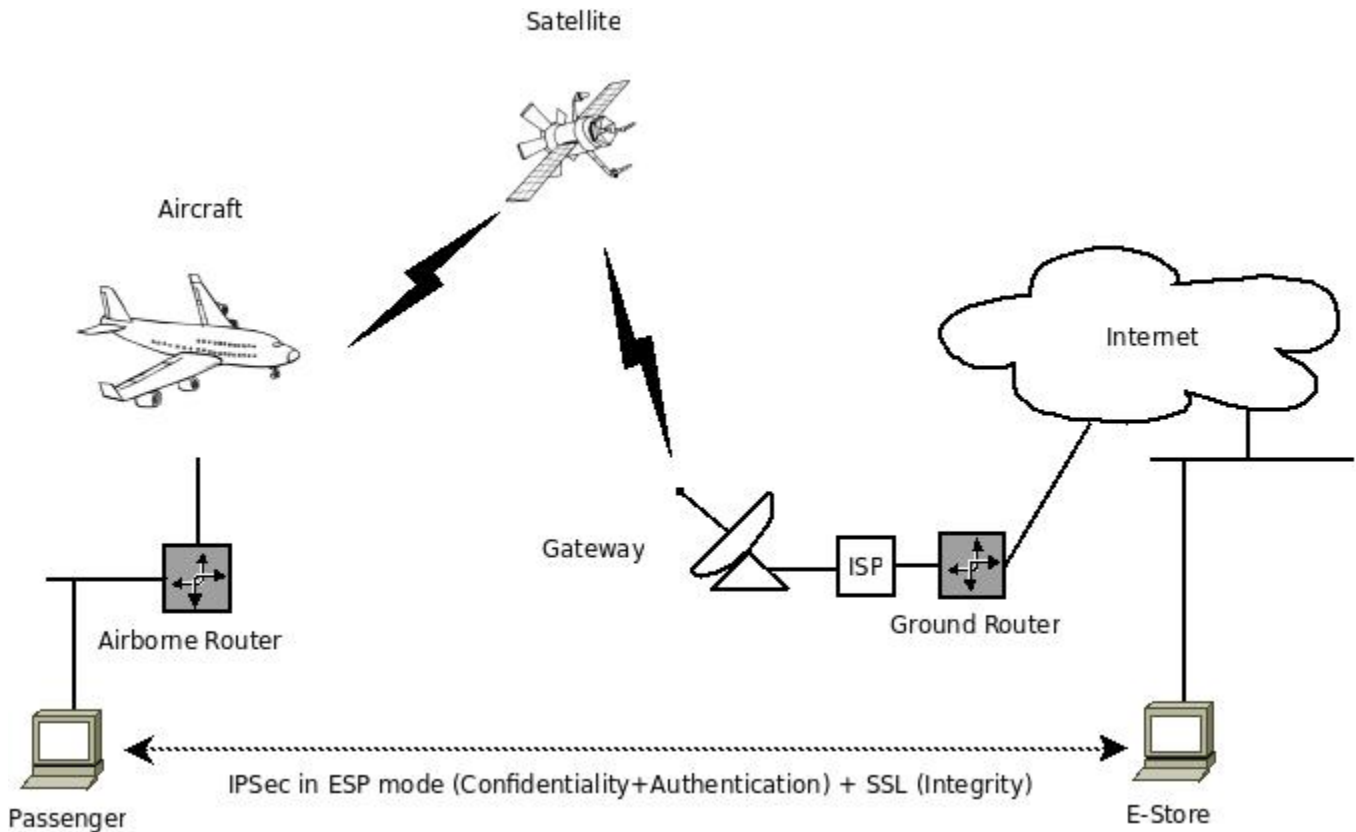 Satellite
Aircraft
Internet
Gateway
ISP
Ground Router
Airborne Router
IPSec in ESP mode (Confidentiality+Authentication) + SSL (Integrity)
Passenger
E-Store